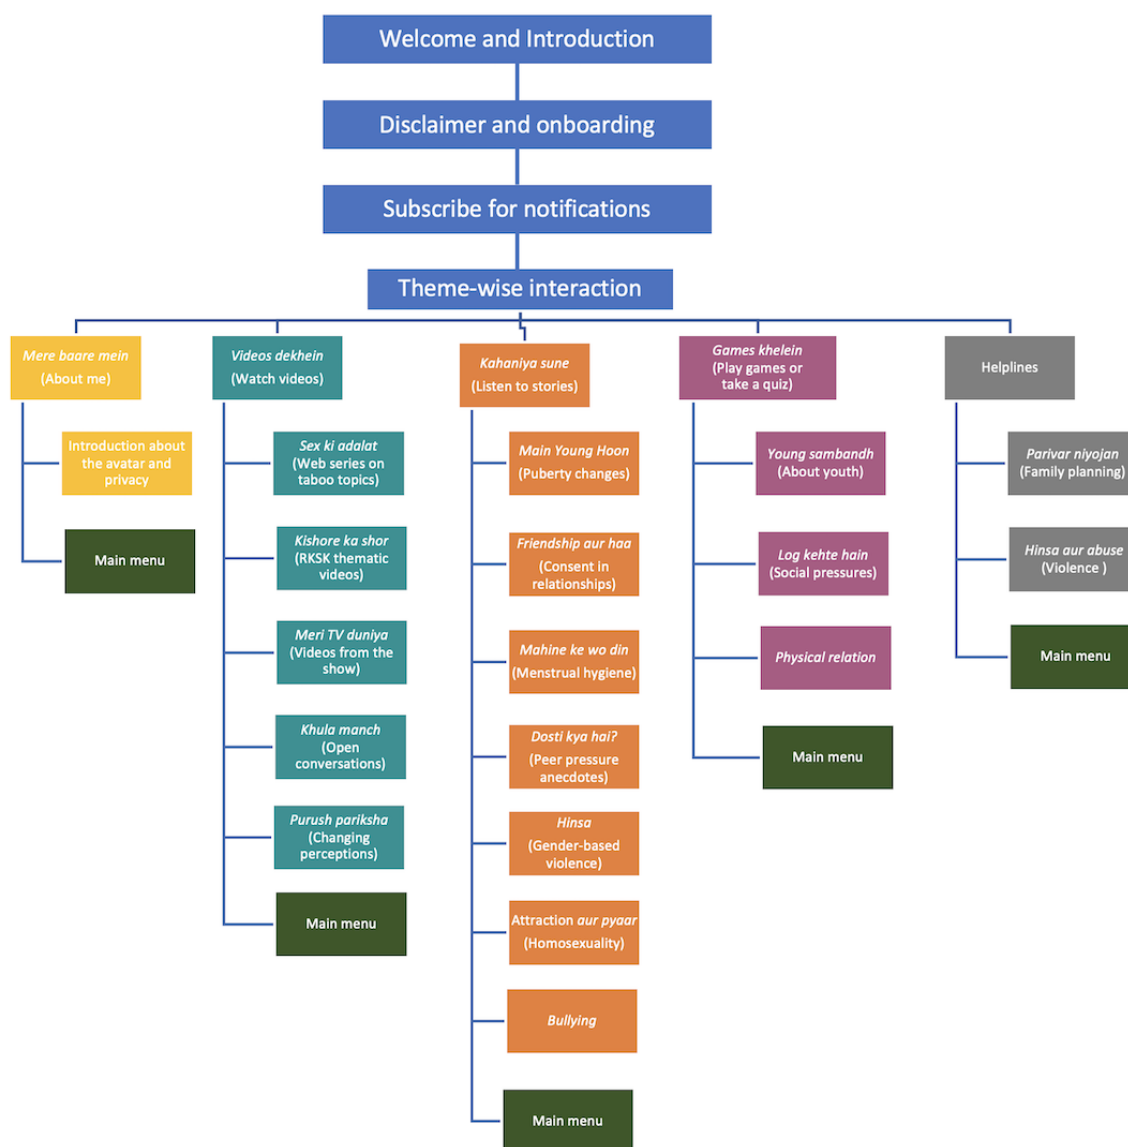 Welcome and Introduction
Disclaimer and onboarding
Subscribe for notifications
Theme-wise interaction
Mere baare mein
(About me)
Introduction about
the avatar and
privacy
Main menu
Videos dekhein
(Watch videos)
Sex ki adalat
(Web series on
taboo topics)
Kishore ka shor
(RKSK thematic
videos)
Meri TV duniya
(Videos from the
show)
Khula manch
(Open
conversations)
Purush pariksha
(Changing
perceptions)
Main menu
Kahaniya sune
(Listen to stories)
Main Young Hoon
(Puberty changes)
Friendship aur haa
(Consent in
relationships)
Mahine ke wo din
(Menstrual hygiene)
Dosti kya hai?
(Peer pressure
anecdotes)
Hinsa
(Gender-based
violence)
Attraction aur pyaar
(Homosexuality)
Bullying
Main menu
Games khelein
(Play games or
take a quiz)
Young sambandh
(About youth)
Log kehte hain
(Social pressures)
Physical relation
Main menu
Helplines
Parivar niyojan
(Family planning)
Hinsa aur abuse
(Violence )
Main menu